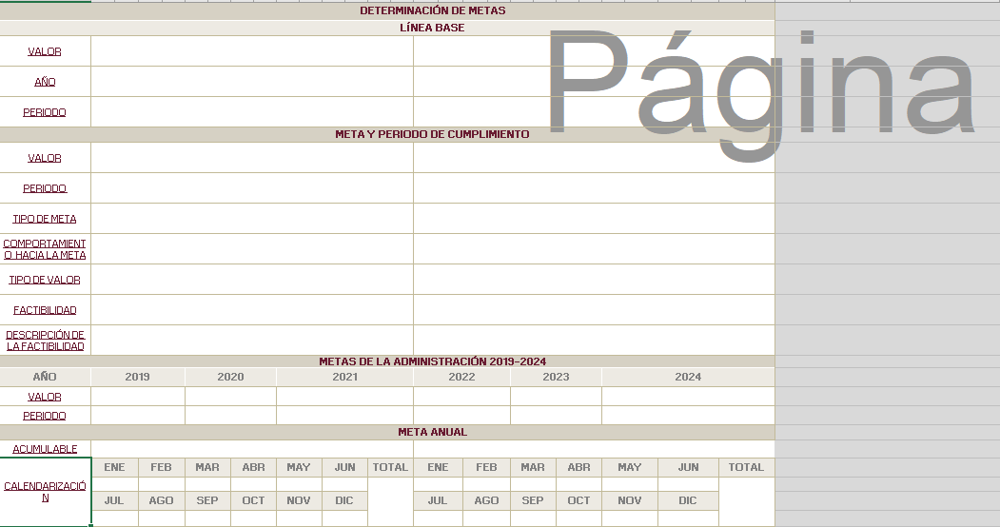 DETERMINACIÓN DE METAS
LíNEA BASE
Página
VALOR
AÑO
PERIODO
META Y PERIODO DE CUMPLIMIENTO
VALOR
PERIODO
TIPO DE META
COMPORTAMIENT
O HACIA LA META
TIPO DE VALOR
FACTIBILIDAD
DESCRIPCIÓN DE
LA FACTIBILIDAD
METAS DE LA ADMINISTRACIÓN 2019-2024
AÑO 2019 2020 2021 2022 2023 2024
VALOR
PERIODO
META ANUAL
ACUMULABLE
CALENDARIZACIÓ
N
ENE FEB MAR ABR MAY JUN TOTAL ENE FEB MAR ABR MAY JUN TOTAL
JUL AGO SEP OCT NOV DIC JUL AGO SEP OCT NOV DIC